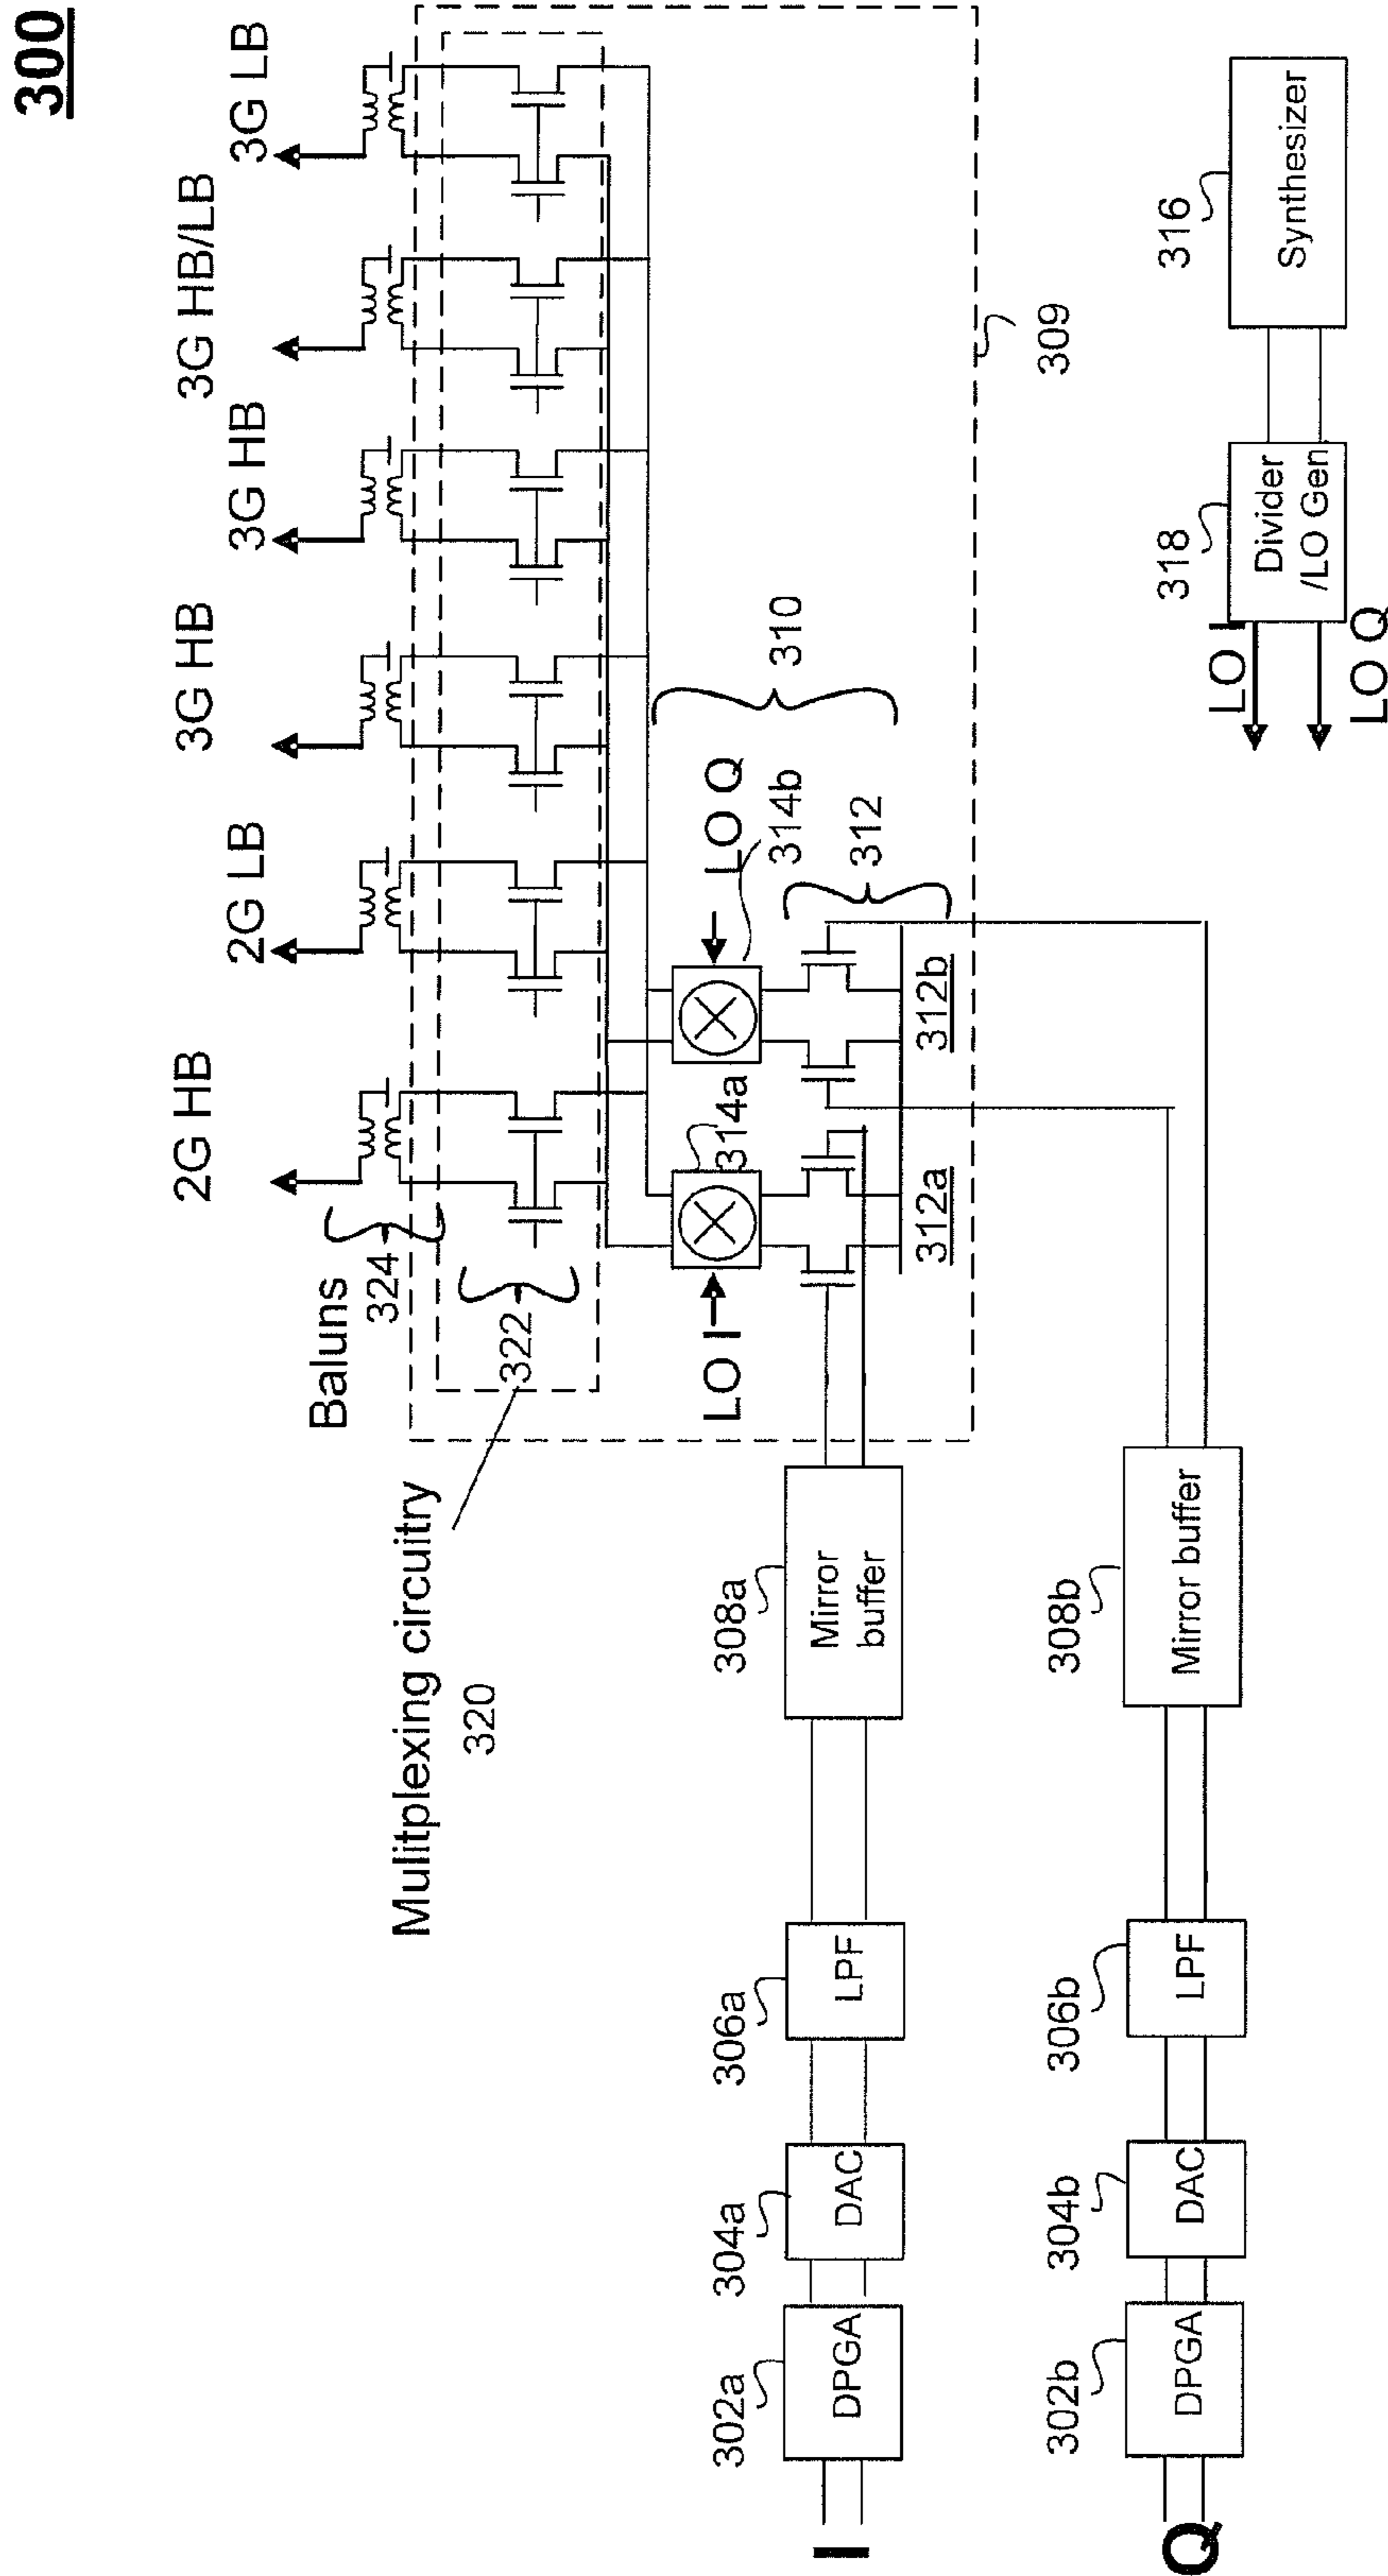 300
2G HB
2G LB
3G HB
3G HB
3G HB/LB
3G LB
Baluns
324
322
Mulitplexing circuitry
320
LO I
314a
LO Q
314b
310
312
312a
312b
309
302a
DPGA
304a
DAC
306a
LPF
308a
Mirror
buffer
I
302b
DPGA
304b
DAC
306b
LPF
308b
Mirror buffer
Q
LO I
LO Q
318
Divider
/LO Gen
316
Synthesizer